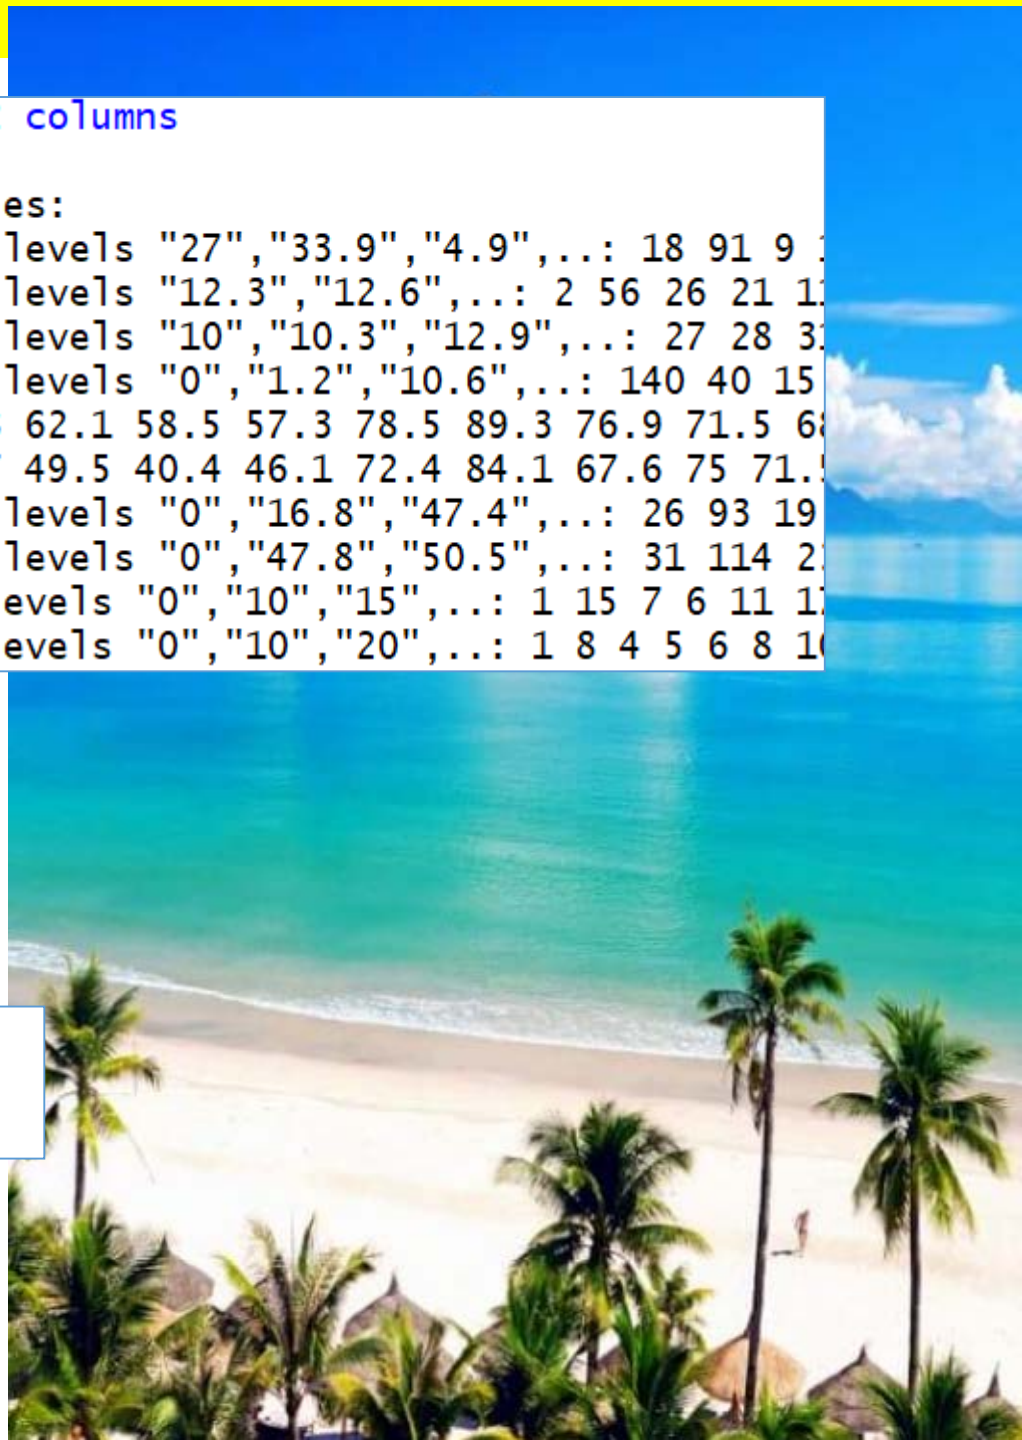 columns
es:
levels "27","33.9","4.9",..: 18 91 9
levels "12.3","12.6",..: 2 56 26 21
levels "10","10.3","12.9",..: 27 28
levels "0","1.2","10.6",..: 140 40 15
62.1 58.5 57.3 78.5 89.3 76.9 71.5
49.5 40.4 46.1 72.4 84.1 67.6 75 71.
levels "0","16.8","47.4",..: 26 93 19
levels "0","47.8","50.5",..: 31 114
evels "0","10","15",..: 1 15 7 6 11
evels "0","10","20",..: 1 8 4 5 6 8